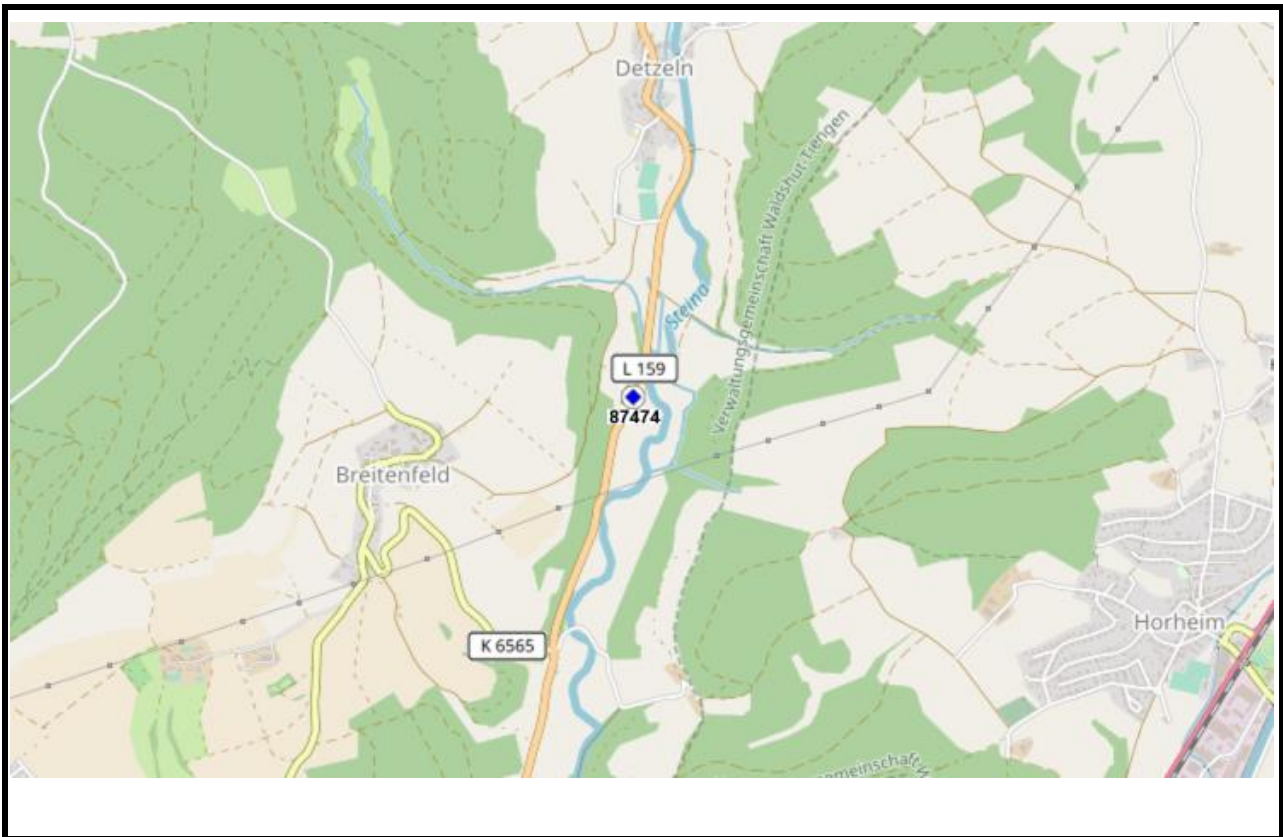 Detzeln
Verwaltungsgemeinschaft Waldshut-Tiengen
Steina
L 159
87474
Breitenfeld
K 6565
Horheim